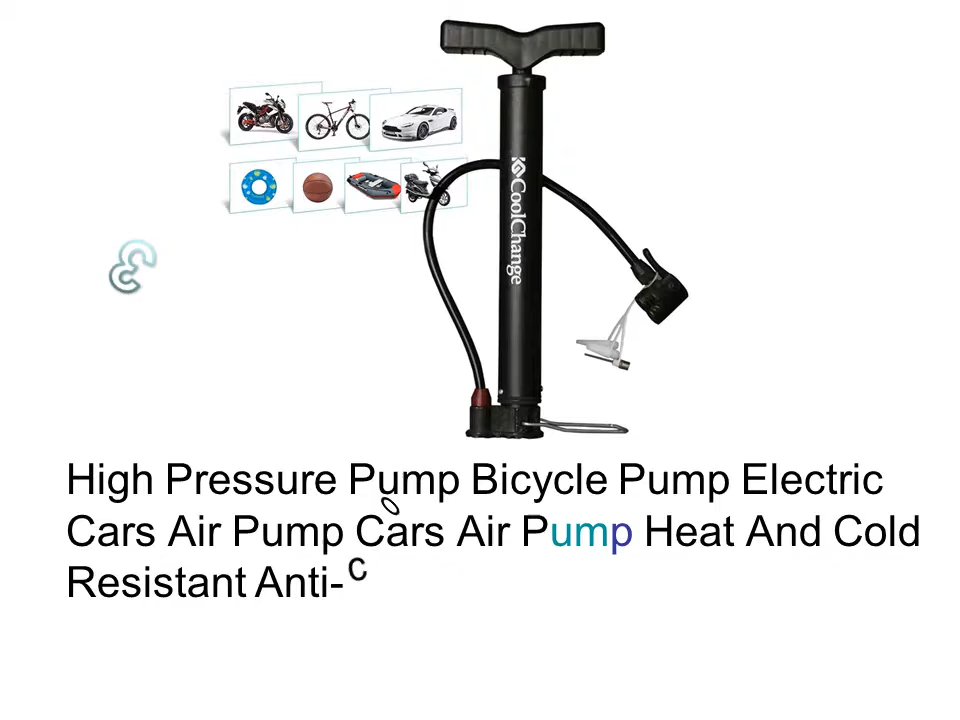 CoolChange
High Pressure Pump Bicycle Pump Electric
Cars Air Pump Cars Air Pump Heat And Cold
Resistant Anti-c
o